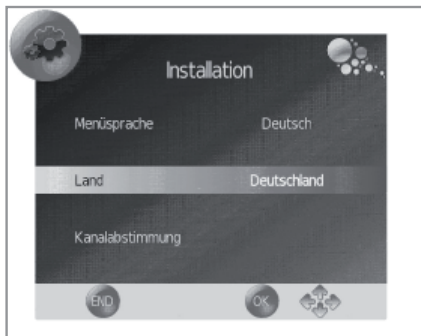 Installation
Menüsprache Deutsch
Land Deutschland
Kanalabstimmung
END OK